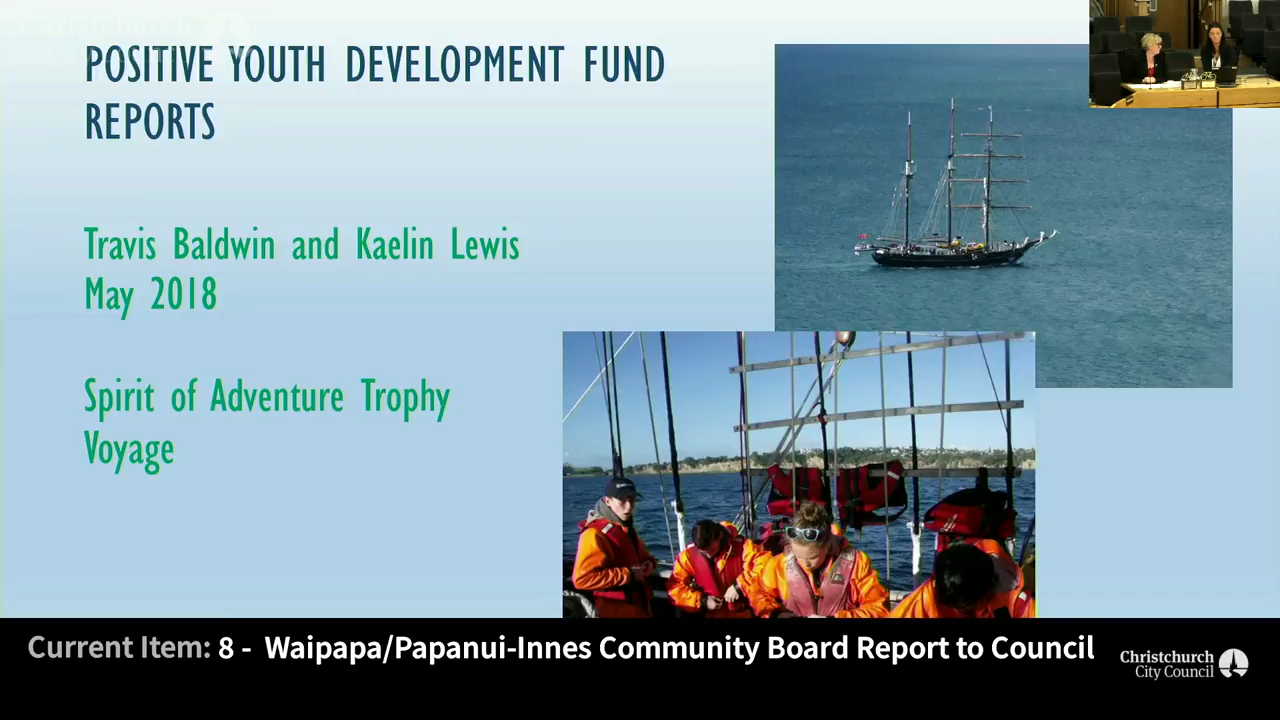 POSITIVE YOUTH DEVELOPMENT FUND
REPORTS
Travis Baldwin and Kaelin Lewis
May 2018
Spirit of Adventure Trophy
Voyage
Current Item: 8 - Waipapa/Papanui-Innes Community Board Report to Council
Christchurch
City Council